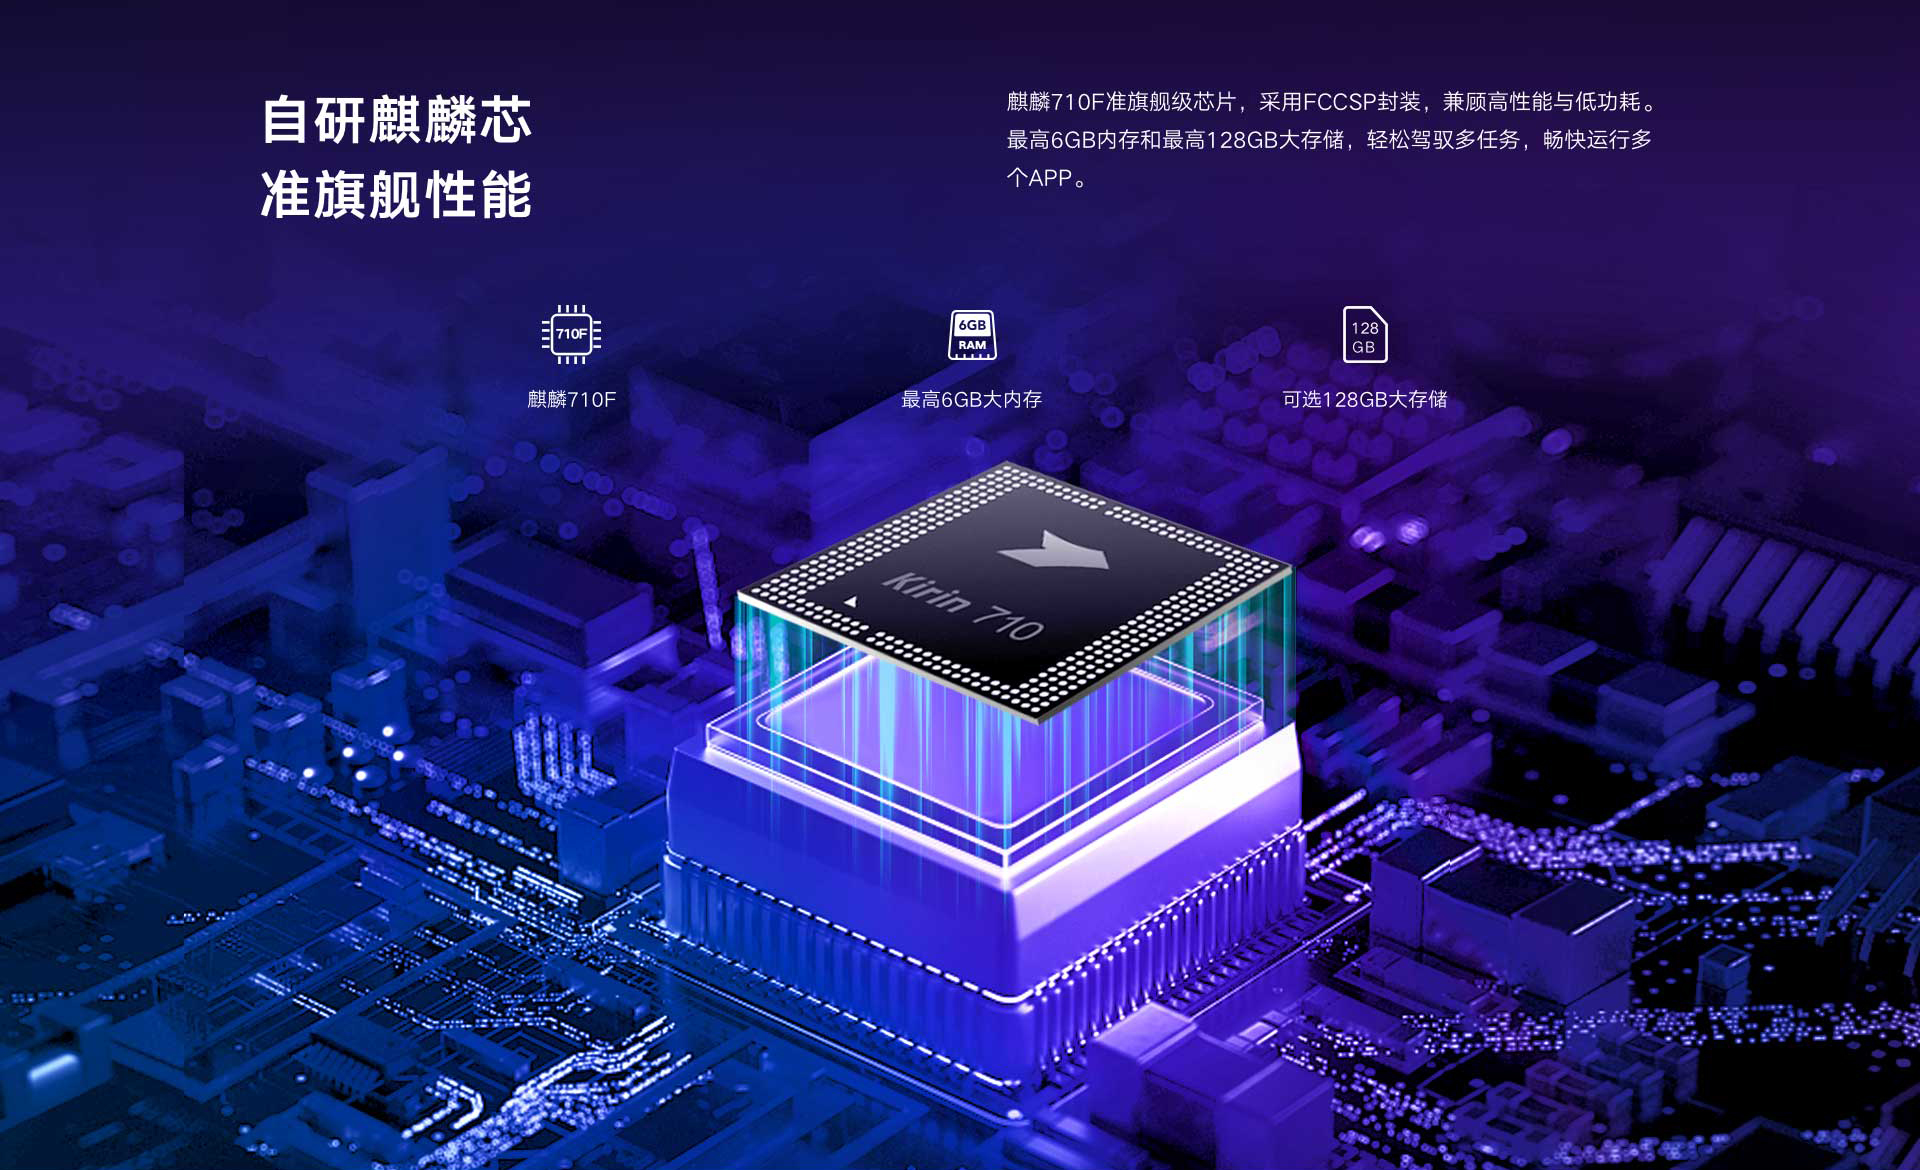 自研麒麟芯
准旗舰性能
麒麟710F准旗舰级芯片，采用FCCSP封装，兼顾高性能与低功耗。
最高6GB内存和最高128GB大存储，轻松驾驭多任务，畅快运行多
个APP。
710F
麒麟710F
6GB
RAM
最高6GB大内存
128
GB
可选128GB大存储
Kirin 710